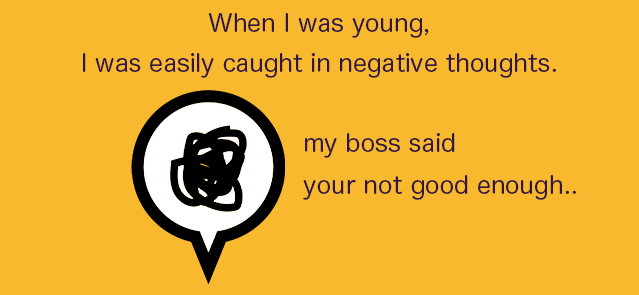 When I was young,
I was easily caught in negative thoughts.
my boss said
your not good enough..